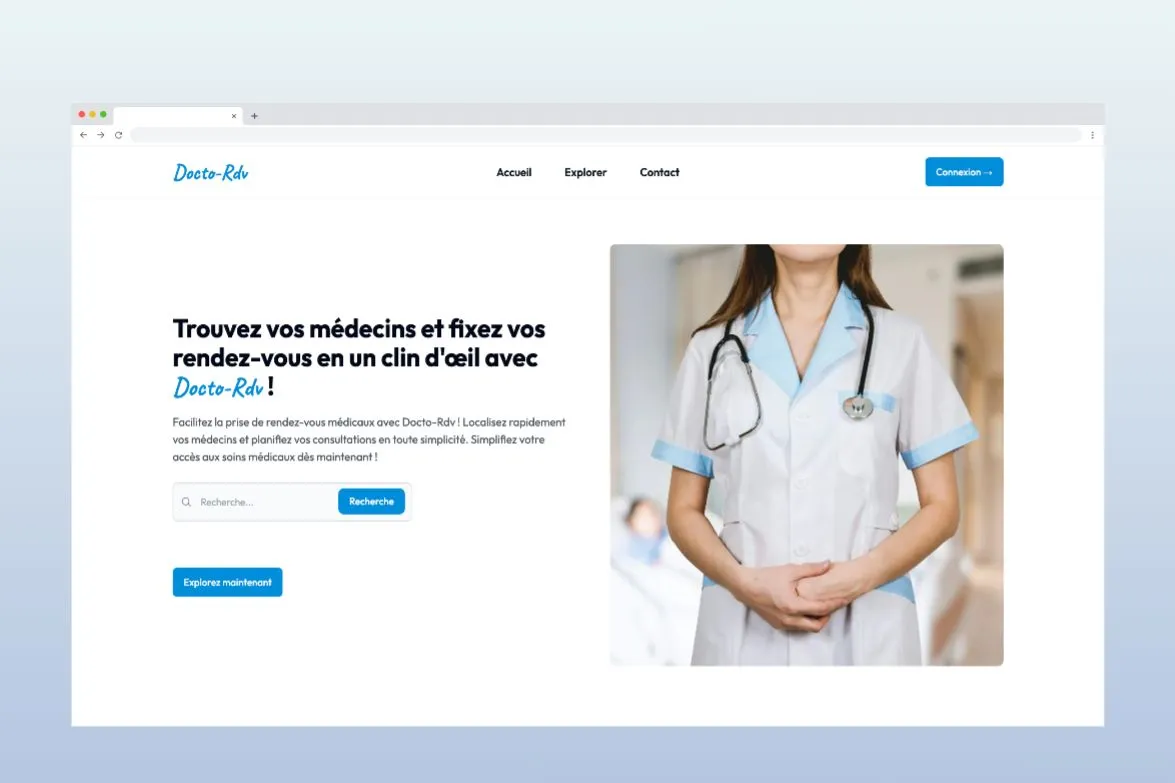 Docto-Rdv
Accueil
Explorer
Contact
Connexion →
Trouvez vos médecins et fixez vos
rendez-vous en un clin d'œil avec
Docto-Rdv !
Facilitez la prise de rendez-vous médicaux avec Docto-Rdv ! Localisez rapidement
vos médecins et planifiez vos consultations en toute simplicité. Simplifiez votre
accès aux soins médicaux dès maintenant !
Recherche...
Recherche
Explorez maintenant